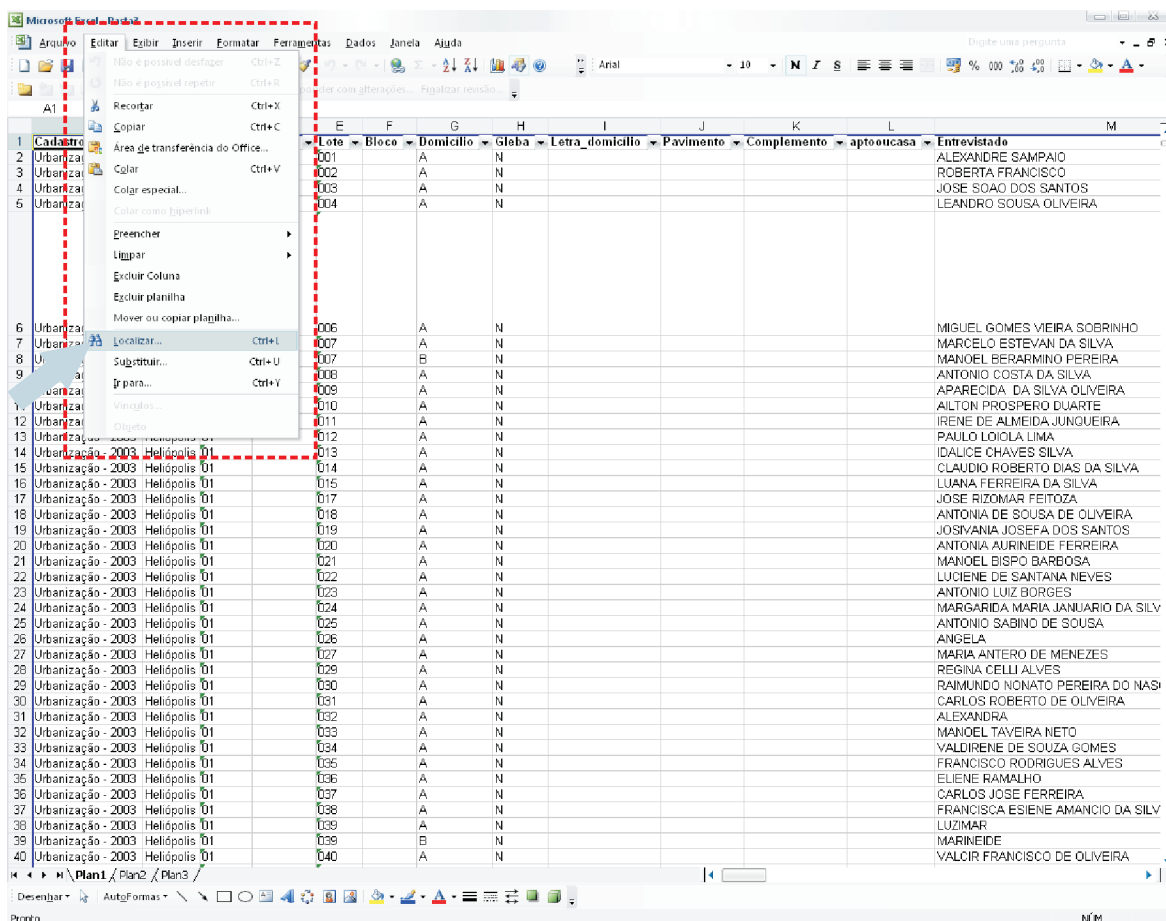 Microsoft Excel - Pasta3
Arquivo Editar Exibir Inserir Formatar Ferramentas Dados Janela Ajuda Digite uma pergunta
Arial 10 N I S % 000
Não é possível desfazer Ctrl+Z
Não é possível repetir Ctrl+R
Recortar Ctrl+X
Copiar Ctrl+C
Área de transferência do Office...
Colar Ctrl+V
Colar especial...
Colar como hiperlink
Preencher
Limpar
Excluir Coluna
Excluir planilha
Mover ou copiar planilha...
Localizar... Ctrl+L
Substituir... Ctrl+U
Ir para... Ctrl+Y
Vínculos...
Objeto
alterações... Finalizar revisão...
A1
E F G H I J K L M
1 Cadastro Lote Bloco Domicílio Gleba Letra_domicílio Pavimento Complemento aptooucasa Entrevistado
2 Urbaniza 001 A N ALEXANDRE SAMPAIO
3 Urbaniza 002 A N ROBERTA FRANCISCO
4 Urbaniza 003 A N JOSE SOAO DOS SANTOS
5 Urbaniza 004 A N LEANDRO SOUSA OLIVEIRA
6 Urbaniza 006 A N MIGUEL GOMES VIEIRA SOBRINHO
7 Urbaniza 007 A N MARCELO ESTEVAN DA SILVA
8 007 B N MANOEL BERARMINO PEREIRA
9 008 A N ANTONIO COSTA DA SILVA
009 A N APARECIDA DA SILVA OLIVEIRA
11 Urbaniza 010 A N AILTON PROSPERO DUARTE
12 Urbaniza 011 A N IRENE DE ALMEIDA JUNQUEIRA
13 Urbanização - 2003 Heliópolis 01 012 A N PAULO LOIOLA LIMA
14 Urbanização - 2003 Heliópolis 01 013 A N IDALICE CHAVES SILVA
15 Urbanização - 2003 Heliópolis 01 014 A N CLAUDIO ROBERTO DIAS DA SILVA
16 Urbanização - 2003 Heliópolis 01 015 A N LUANA FERREIRA DA SILVA
17 Urbanização - 2003 Heliópolis 01 017 A N JOSE RIZOMAR FEITOZA
18 Urbanização - 2003 Heliópolis 01 018 A N ANTONIA DE SOUSA DE OLIVEIRA
19 Urbanização - 2003 Heliópolis 01 019 A N JOSIVANIA JOSEFA DOS SANTOS
20 Urbanização - 2003 Heliópolis 01 020 A N ANTONIA AURINEIDE FERREIRA
21 Urbanização - 2003 Heliópolis 01 021 A N MANOEL BISPO BARBOSA
22 Urbanização - 2003 Heliópolis 01 022 A N LUCIENE DE SANTANA NEVES
23 Urbanização - 2003 Heliópolis 01 023 A N ANTONIO LUIZ BORGES
24 Urbanização - 2003 Heliópolis 01 024 A N MARGARIDA MARIA JANUARIO DA SILV
25 Urbanização - 2003 Heliópolis 01 025 A N ANTONIO SABINO DE SOUSA
26 Urbanização - 2003 Heliópolis 01 026 A N ANGELA
27 Urbanização - 2003 Heliópolis 01 027 A N MARIA ANTERO DE MENEZES
28 Urbanização - 2003 Heliópolis 01 029 A N REGINA CELLI ALVES
29 Urbanização - 2003 Heliópolis 01 030 A N RAIMUNDO NONATO PEREIRA DO NAS
30 Urbanização - 2003 Heliópolis 01 031 A N CARLOS ROBERTO DE OLIVEIRA
31 Urbanização - 2003 Heliópolis 01 032 A N ALEXANDRA
32 Urbanização - 2003 Heliópolis 01 033 A N MANOEL TAVEIRA NETO
33 Urbanização - 2003 Heliópolis 01 034 A N VALDIRENE DE SOUZA GOMES
34 Urbanização - 2003 Heliópolis 01 035 A N FRANCISCO RODRIGUES ALVES
35 Urbanização - 2003 Heliópolis 01 036 A N ELIENE RAMALHO
36 Urbanização - 2003 Heliópolis 01 037 A N CARLOS JOSE FERREIRA
37 Urbanização - 2003 Heliópolis 01 038 A N FRANCISCA ESIENE AMANCIO DA SILV
38 Urbanização - 2003 Heliópolis 01 039 A N LUZIMAR
39 Urbanização - 2003 Heliópolis 01 039 B N MARINEIDE
40 Urbanização - 2003 Heliópolis 01 040 A N VALCIR FRANCISCO DE OLIVEIRA
Plan1 / Plan2 / Plan3
Desenhar AutoFormas
Pronto NÚM